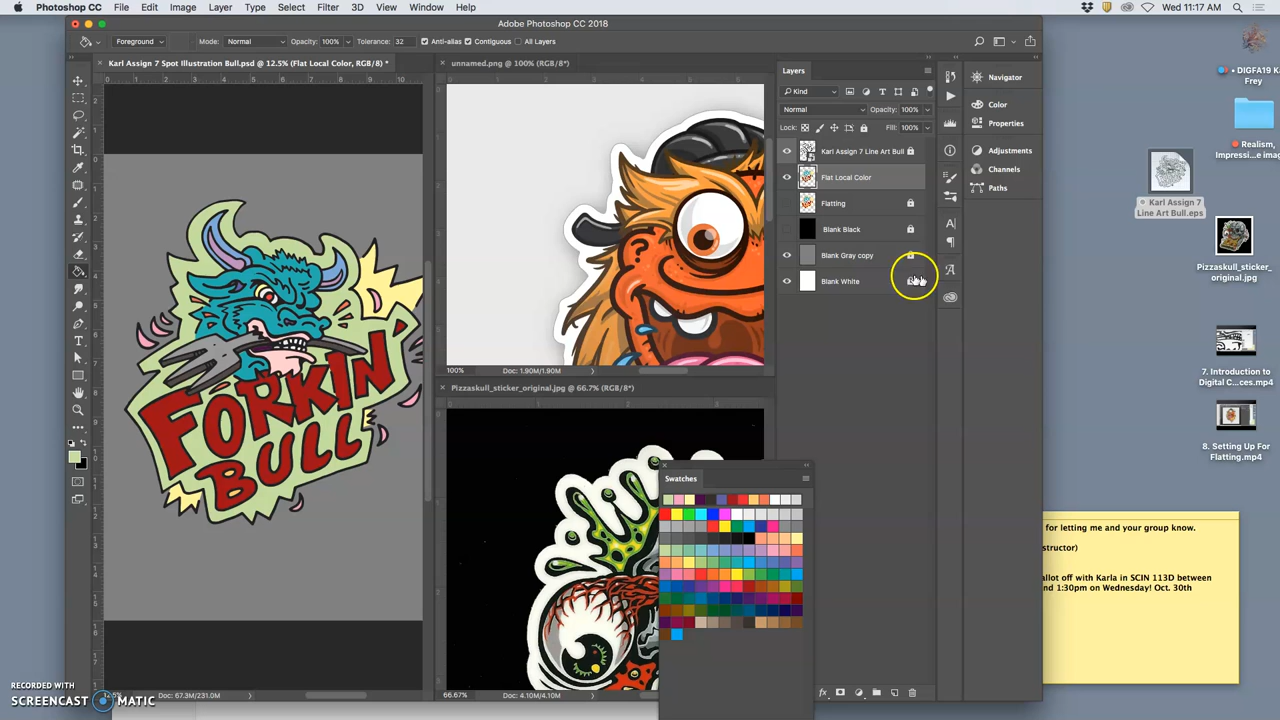 Photoshop CC File Edit Image Layer Type Select Filter 3D View Window Help Wed 11:17 AM
Adobe Photoshop CC 2018
Foreground Mode: Normal Opacity: 100% Tolerance: 32 Anti-alias Contiguous All Layers
Karl Assign 7 Spot Illustration Bull.psd @ 12.5% (Flat Local Color, RGB/8*) *
unnamed.png @ 100% (RGB/8*)
Layers
Kind
Normal Opacity: 100%
Lock: Fill: 100%
Karl Assign 7 Line Art Bull
Flat Local Color
Flatting
Blank Black
Blank Gray copy
Blank White
Navigator
Color
Properties
Adjustments
Channels
Paths
DIGFA19 K
Frey
Realism,
Impressi
Karl Assign 7
Line Art Bull.eps
Pizzaskull_sticker_
original.jpg
7. Introduction to
Digital C...ces.mp4
8. Setting Up For
Flatting.mp4
FORKIN
BULL
100% Doc: 1.90M/1.90M
Pizzaskull_sticker_original.jpg @ 66.7% (RGB/8*)
Swatches
for letting me and your group know.
structor)
allot off with Karla in SCIN 113D between
nd 1:30pm on Wednesday! Oct. 30th
Doc: 67.3M/231.0M
66.67% Doc: 4.10M/4.10M
RECORDED WITH
SCREENCAST MATIC